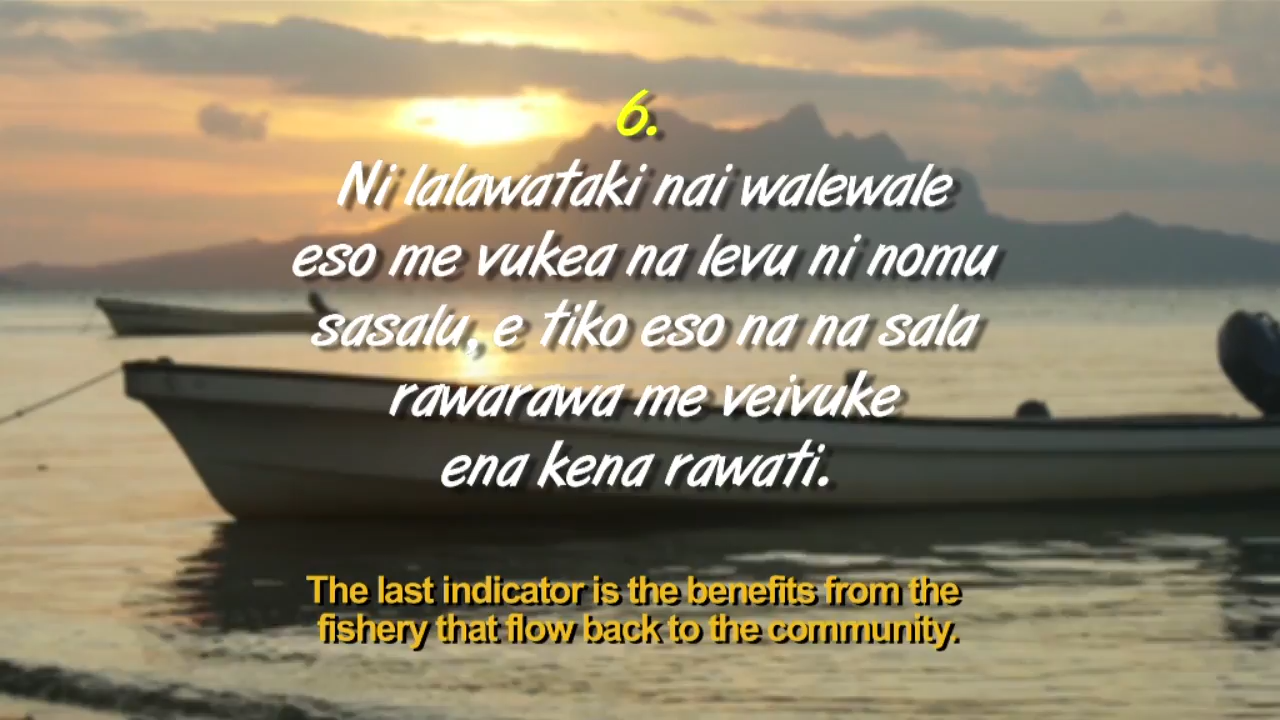 6.
Ni lalawataki nai walewale
eso me vukea na levu ni nomu
sasalu, e tiko eso na na sala
rawarawa me veivuke
ena kena rawati.
The last indicator is the benefits from the
fishery that flow back to the community.